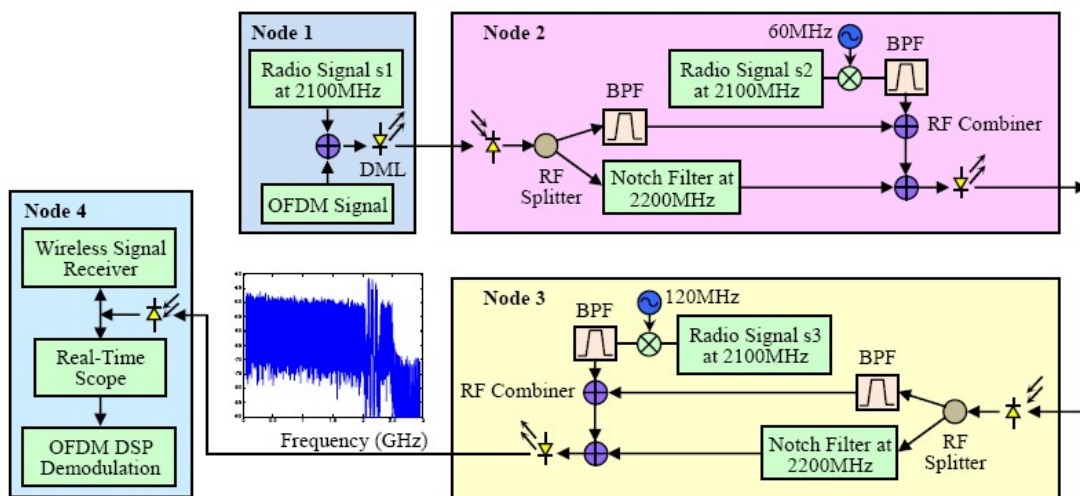 Node 1
Radio Signal s1
at 2100MHz
DML
OFDM Signal
Node 2
60MHz
Radio Signal s2
at 2100MHz
BPF
BPF
RF Combiner
RF
Splitter
Notch Filter at
2200MHz
Node 3
120MHz
BPF
Radio Signal s3
at 2100MHz
BPF
RF Combiner
Notch Filter at
2200MHz
RF
Splitter
Frequency (GHz)
Node 4
Wireless Signal
Receiver
Real-Time
Scope
OFDM DSP
Demodulation